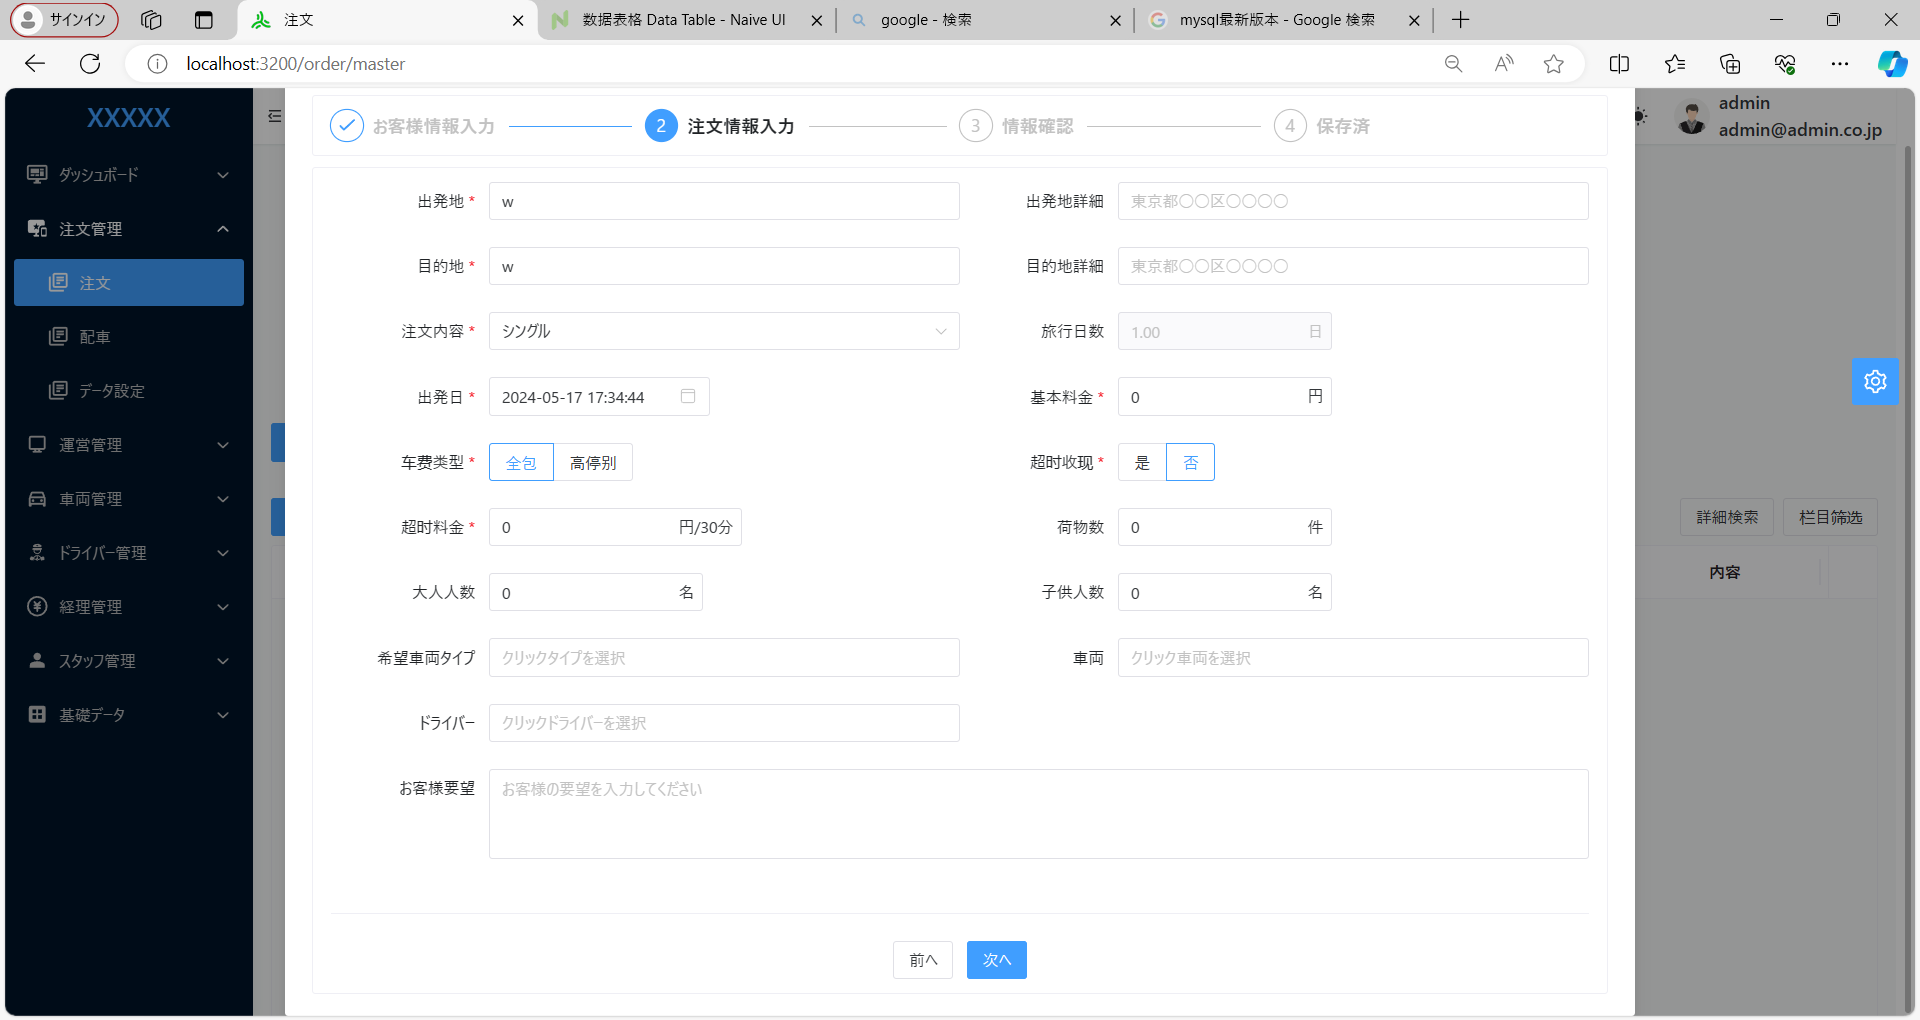 サインイン
注文
数据表格 Data Table - Naive UI
google - 検索
mysql最新版本 - Google 検索
localhost:3200/order/master
XXXXX
ダッシュボード
注文管理
注文
配車
データ設定
運営管理
車両管理
ドライバー管理
経理管理
スタッフ管理
基礎データ
admin
admin@admin.co.jp
お客様情報入力
2 注文情報入力
3 情報確認
4 保存済
出発地 * w
出発地詳細 東京都〇〇区〇〇〇〇
目的地 * w
目的地詳細 東京都〇〇区〇〇〇〇
注文内容 * シングル
旅行日数 1.00 日
出発日 * 2024-05-17 17:34:44
基本料金 * 0 円
车费类型 * 全包 高停别
超时收现 * 是 否
超时料金 * 0 円/30分
荷物数 0 件
大人人数 0 名
子供人数 0 名
希望車両タイプ クリックタイプを選択
車両 クリック車両を選択
ドライバー クリックドライバーを選択
お客様要望 お客様の要望を入力してください
前へ 次へ
詳細検索 栏目筛选
内容